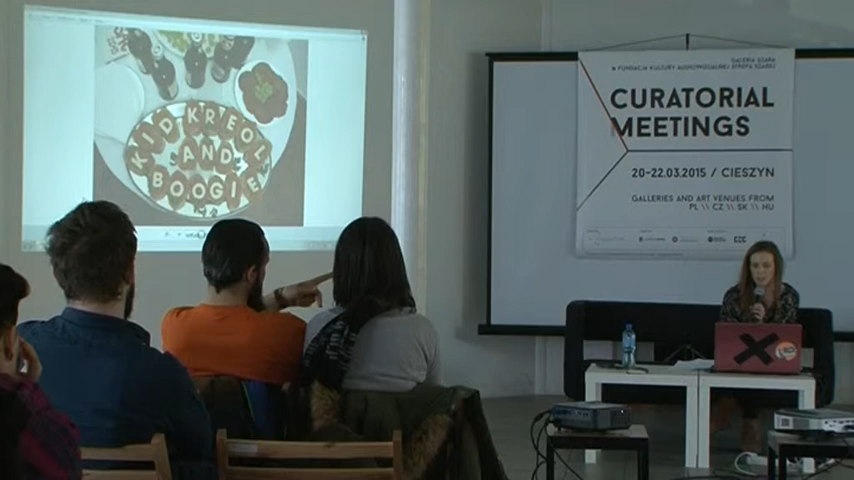 KID KREOL
AND
BOOGIE
GALERIA SZARA
& FUNDACJA KULTURY AUDIOWIZUALNEJ STREFA SZAREJ
CURATORIAL
MEETINGS
20-22.03.2015 / CIESZYN
GALLERIES AND ART VENUES FROM
PL \\ CZ \\ SK \\ HU